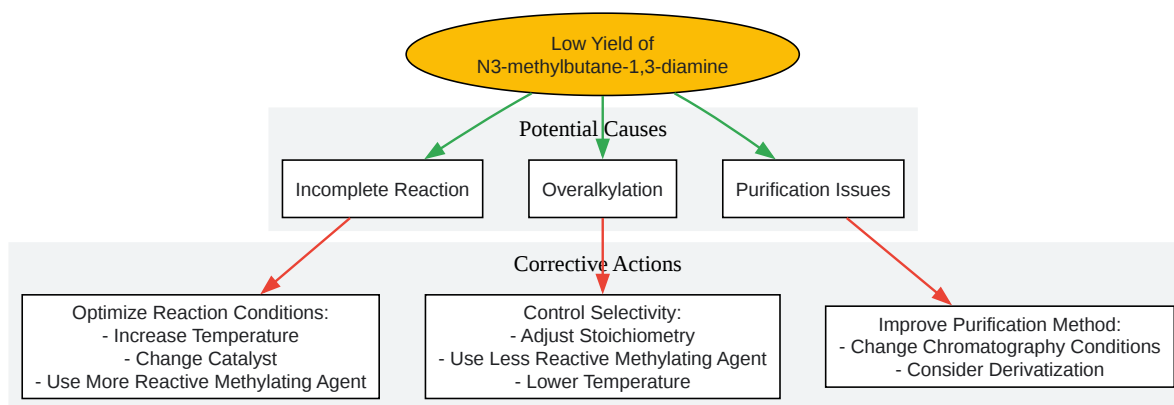 Low Yield of
N3-methylbutane-1,3-diamine
Potential Causes
Incomplete Reaction
Overalkylation
Purification Issues
Corrective Actions
Optimize Reaction Conditions:
- Increase Temperature
- Change Catalyst
- Use More Reactive Methylating Agent
Control Selectivity:
- Adjust Stoichiometry
- Use Less Reactive Methylating Agent
- Lower Temperature
Improve Purification Method:
- Change Chromatography Conditions
- Consider Derivatization